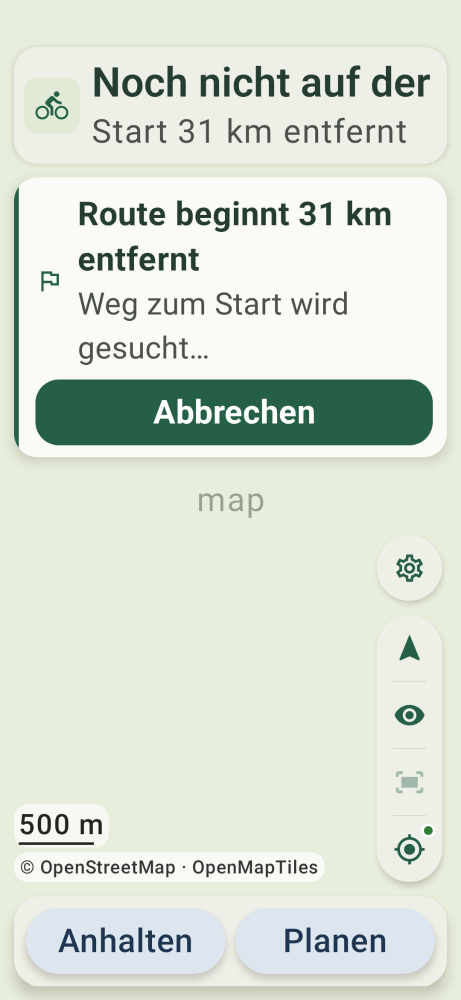 Noch nicht auf der
Start 31 km entfernt
Route beginnt 31 km
entfernt
Weg zum Start wird
gesucht…
Abbrechen
map
500 m
© OpenStreetMap · OpenMapTiles
Anhalten
Planen